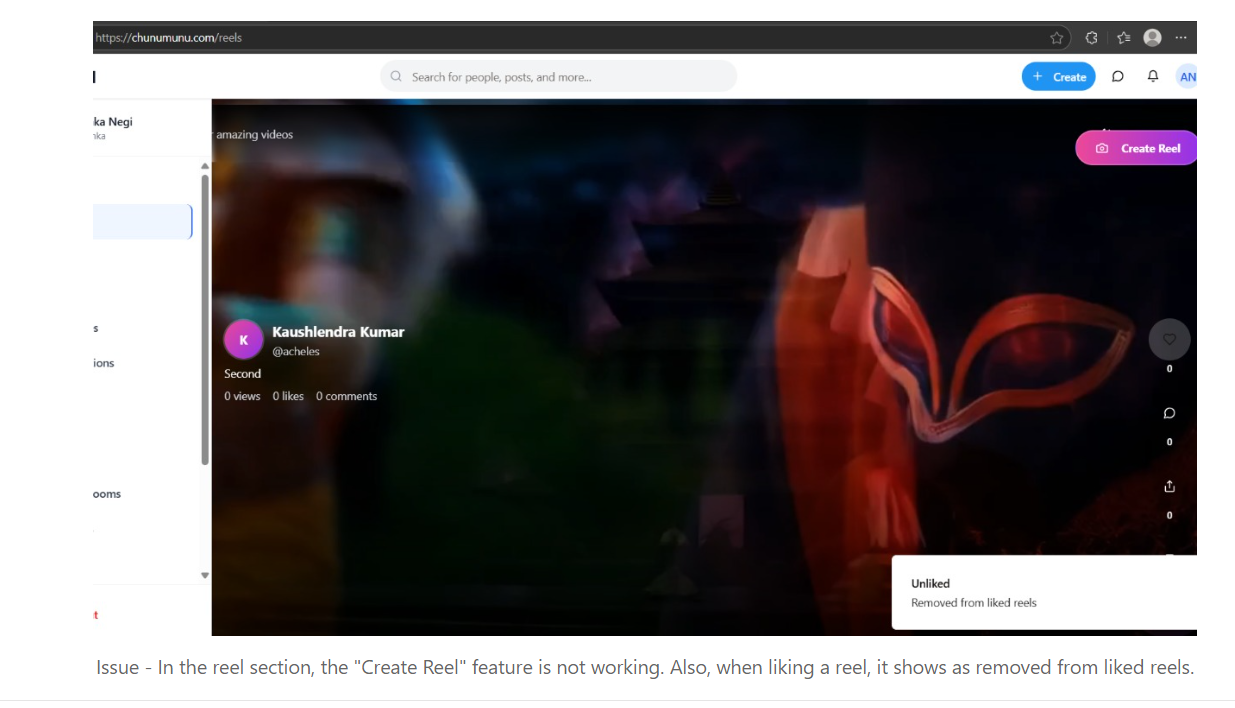 https://chunumunu.com/reels
Search for people, posts, and more...
+ Create
AN
ka Negi
nka
amazing videos
Create Reel
s
ions
K
Kaushlendra Kumar
@acheles
Second
0 views 0 likes 0 comments
0
0
ooms
0
Unliked
Removed from liked reels
t
Issue - In the reel section, the "Create Reel" feature is not working. Also, when liking a reel, it shows as removed from liked reels.